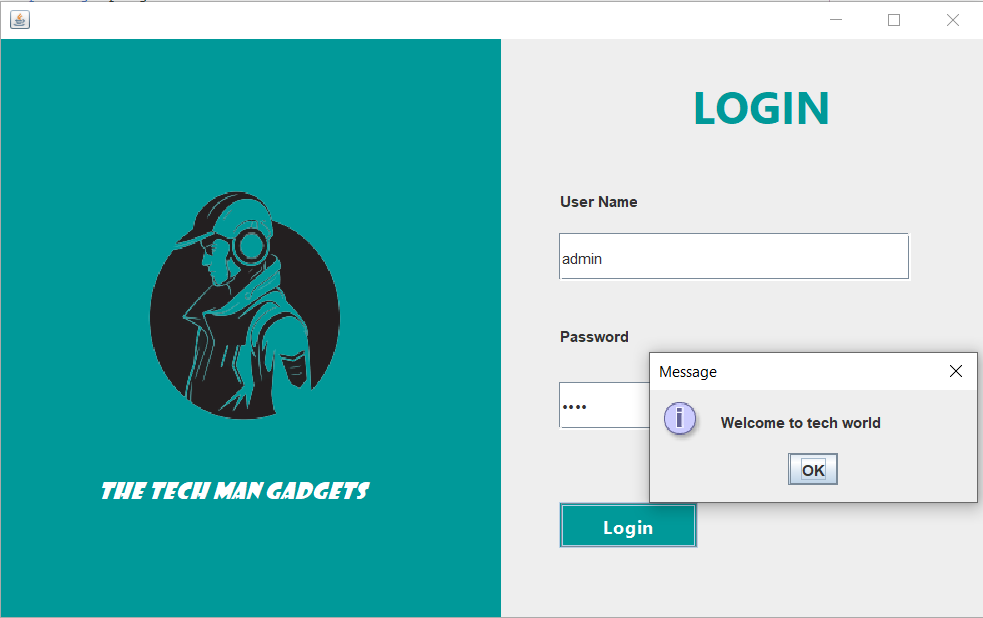 LOGIN
User Name
admin
Password
••••
Message
i
Welcome to tech world
OK
THE TECH MAN GADGETS
Login